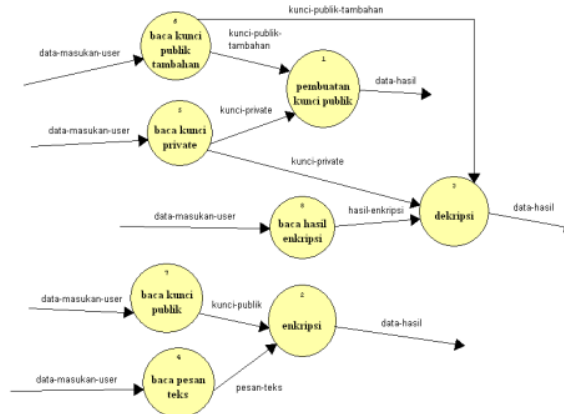 kunci-publik-tambahan
6
baca kunci
publik
tambahan
data-masukan-user
kunci-publik-
tambahan
1
pembuatan
kunci publik
data-hasil
5
baca kunci
private
data-masukan-user
kunci-private
kunci-private
3
dekripsi
data-hasil
8
baca hasil
enkripsi
data-masukan-user
hasil-enkripsi
7
baca kunci
publik
data-masukan-user
kunci-publik
2
enkripsi
data-hasil
baca pesan
teks
data-masukan-user
pesan-teks